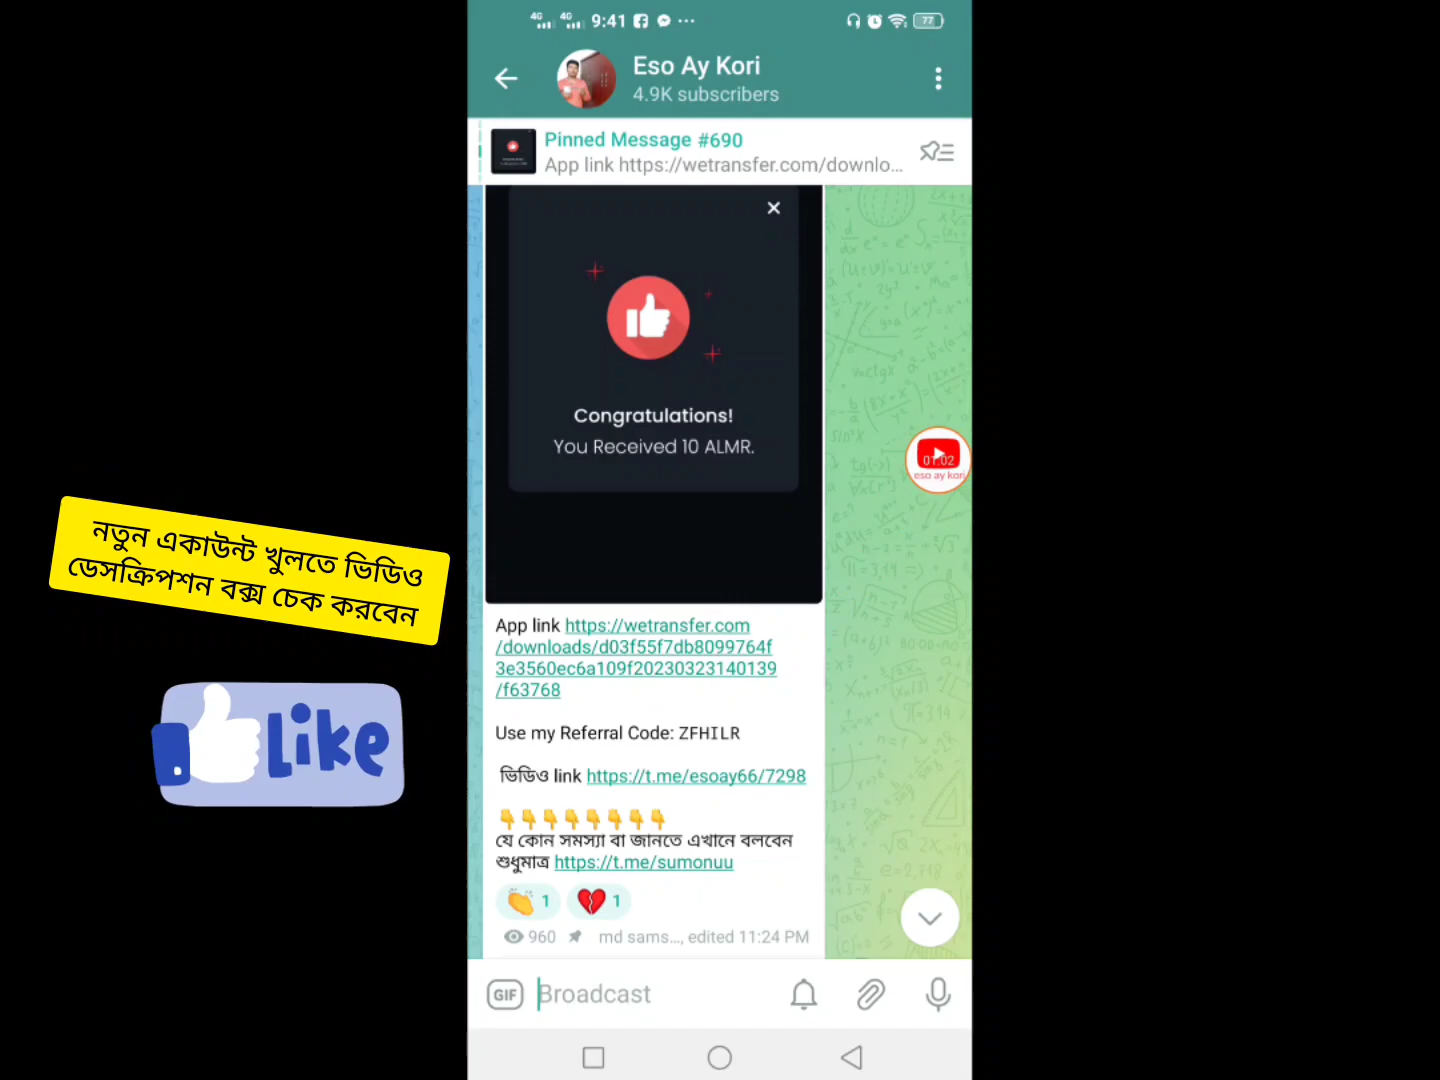 4G 4G 9:41 77
Eso Ay Kori
4.9K subscribers
Pinned Message #690
App link https://wetransfer.com/downlo...
Congratulations!
You Received 10 ALMR.
01:02
eso ay kori
নতুন একাউন্ট খুলতে ভিডিও
ডেসক্রিপশন বক্স চেক করবেন
Like
App link https://wetransfer.com
/downloads/d03f55f7db8099764f
3e3560ec6a109f20230323140139
/f63768
Use my Referral Code: ZFHILR
ভিডিও link https://t.me/esoay66/7298
যে কোন সমস্যা বা জানতে এখানে বলবেন
শুধুমাত্র https://t.me/sumonuu
1 1
960 md sams..., edited 11:24 PM
GIF Broadcast